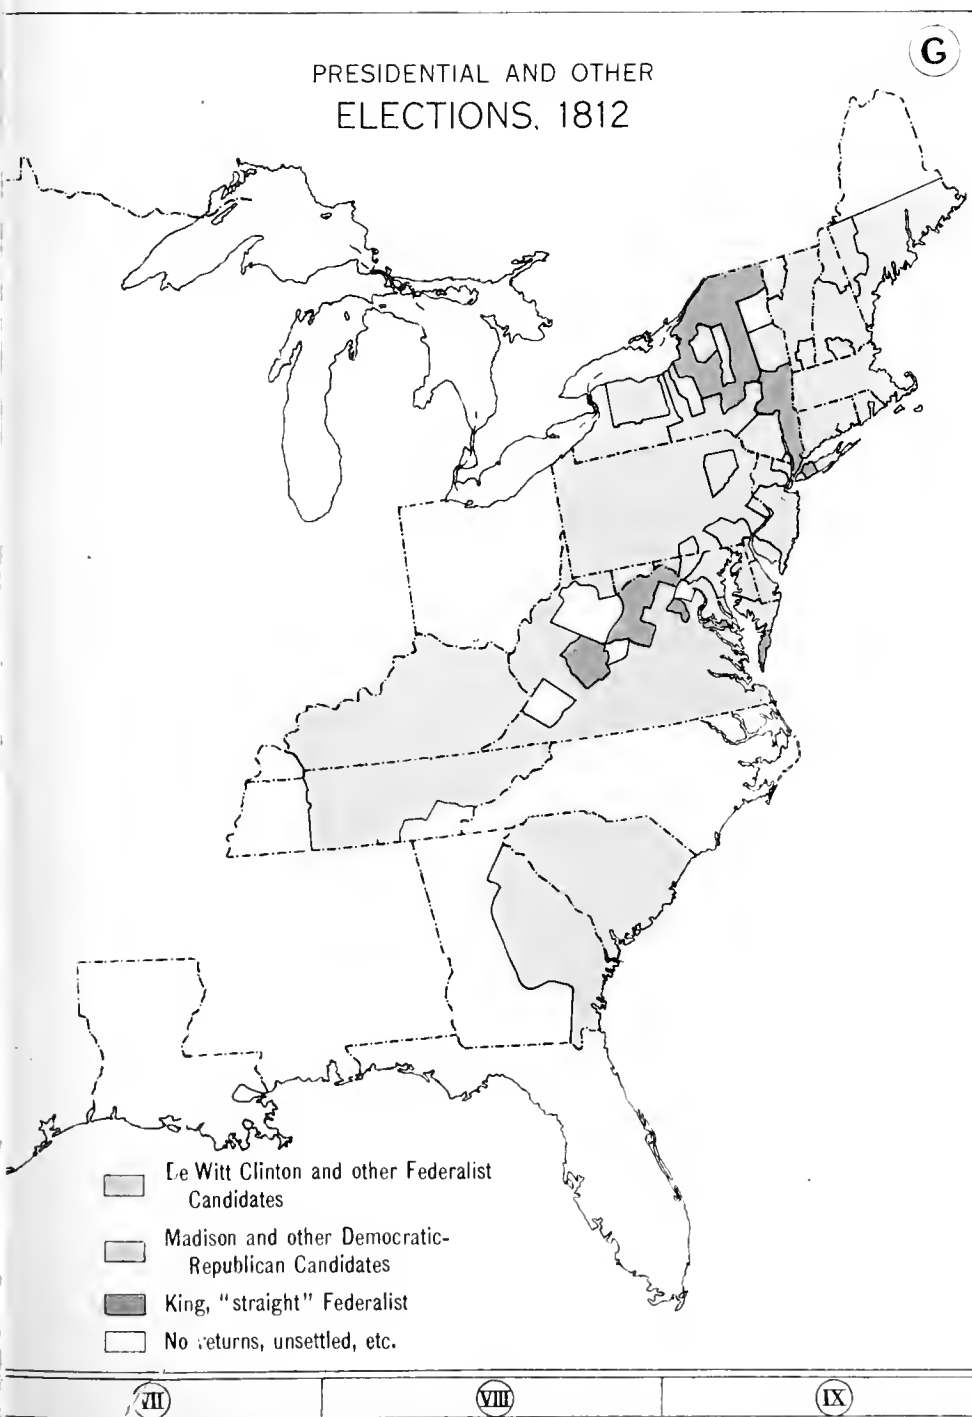 G
PRESIDENTIAL AND OTHER
ELECTIONS, 1812
De Witt Clinton and other Federalist
Candidates
Madison and other Democratic-
Republican Candidates
King, "straight" Federalist
No returns, unsettled, etc.
VII
VIII
IX